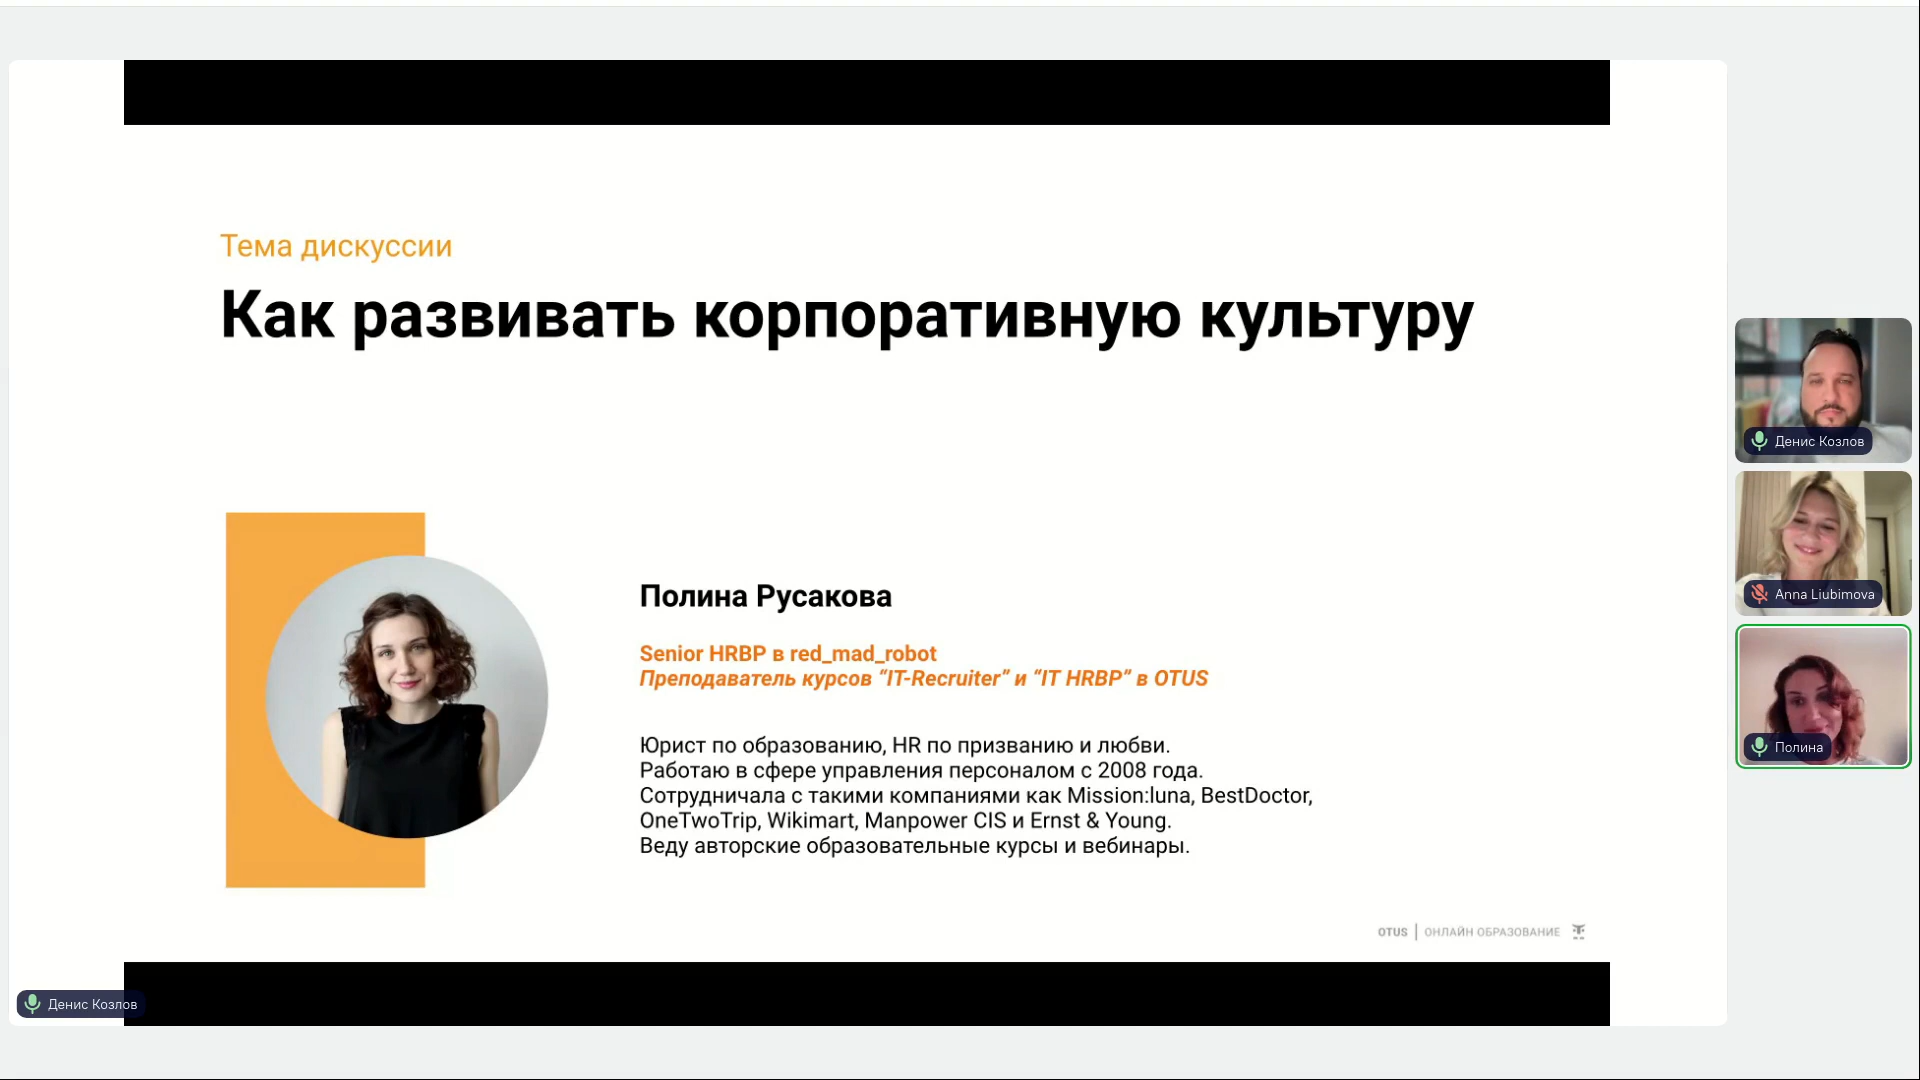 Тема дискуссии
Как развивать корпоративную культуру
Полина Русакова
Senior HRBP в red_mad_robot
Преподаватель курсов “IT-Recruiter” и “IT HRBP” в OTUS
Юрист по образованию, HR по призванию и любви.
Работаю в сфере управления персоналом с 2008 года.
Сотрудничала с такими компаниями как Mission:luna, BestDoctor,
OneTwoTrip, Wikimart, Manpower CIS и Ernst & Young.
Веду авторские образовательные курсы и вебинары.
OTUS | ОНЛАЙН ОБРАЗОВАНИЕ
Денис Козлов
Денис Козлов
Anna Liubimova
Полина